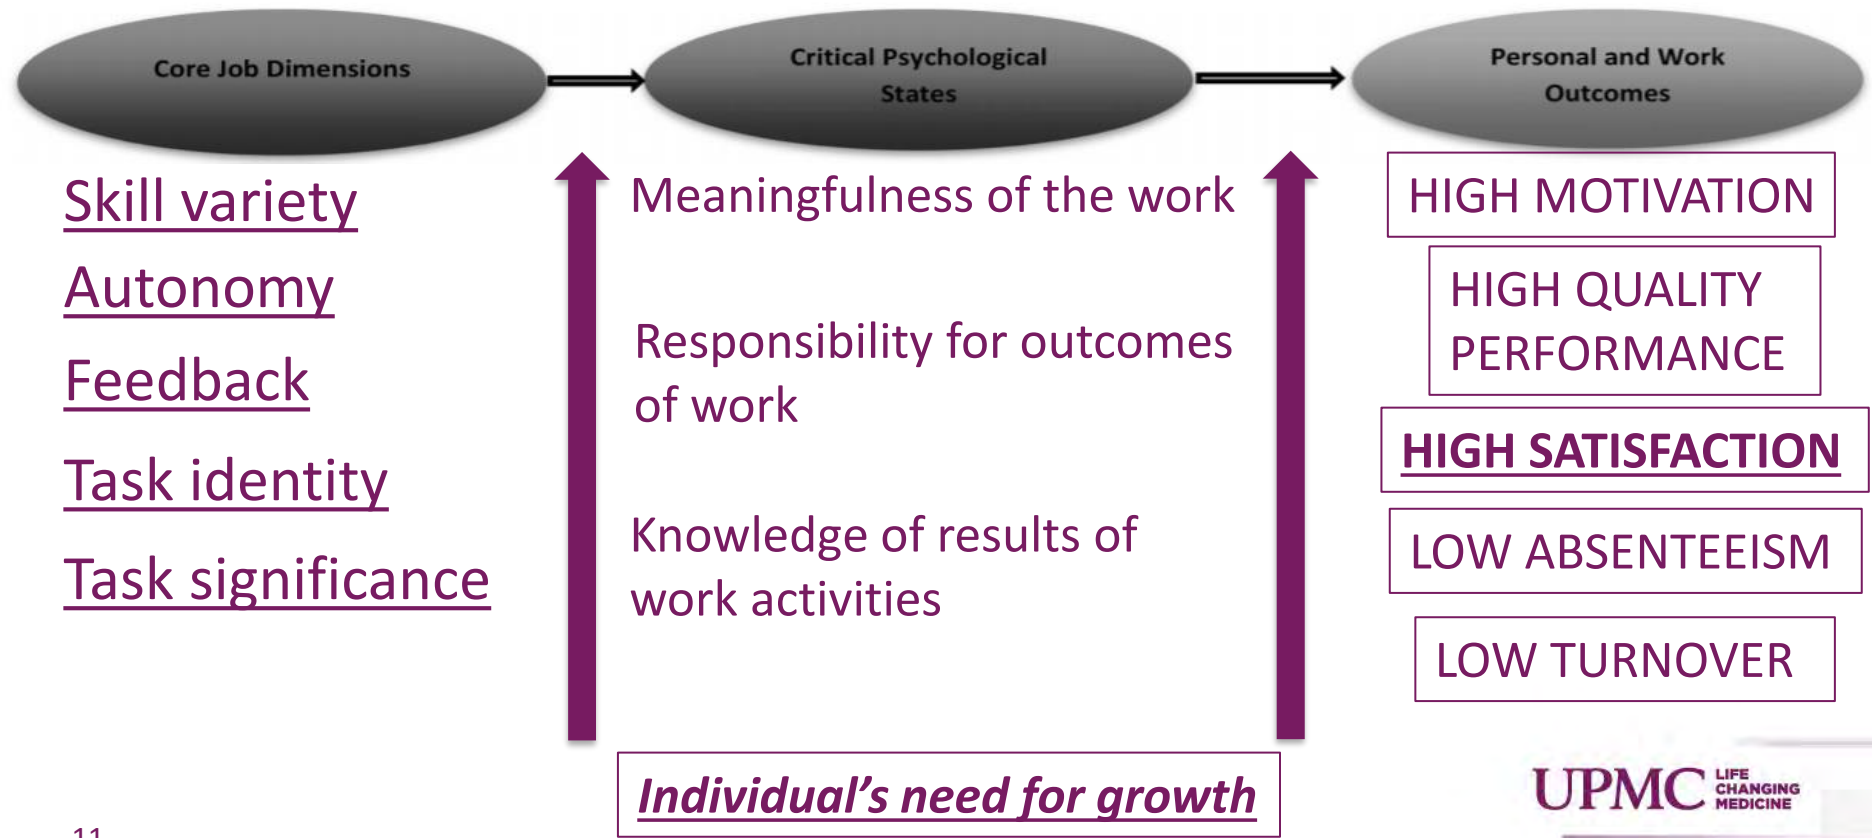 Core Job Dimensions
Critical Psychological
States
Personal and Work
Outcomes
Skill variety
Autonomy
Feedback
Task identity
Task significance
Meaningfulness of the work
Responsibility for outcomes
of work
Knowledge of results of
work activities
HIGH MOTIVATION
HIGH QUALITY
PERFORMANCE
HIGH SATISFACTION
LOW ABSENTEEISM
LOW TURNOVER
Individual's need for growth
UPMC LIFE
CHANGING
MEDICINE
11